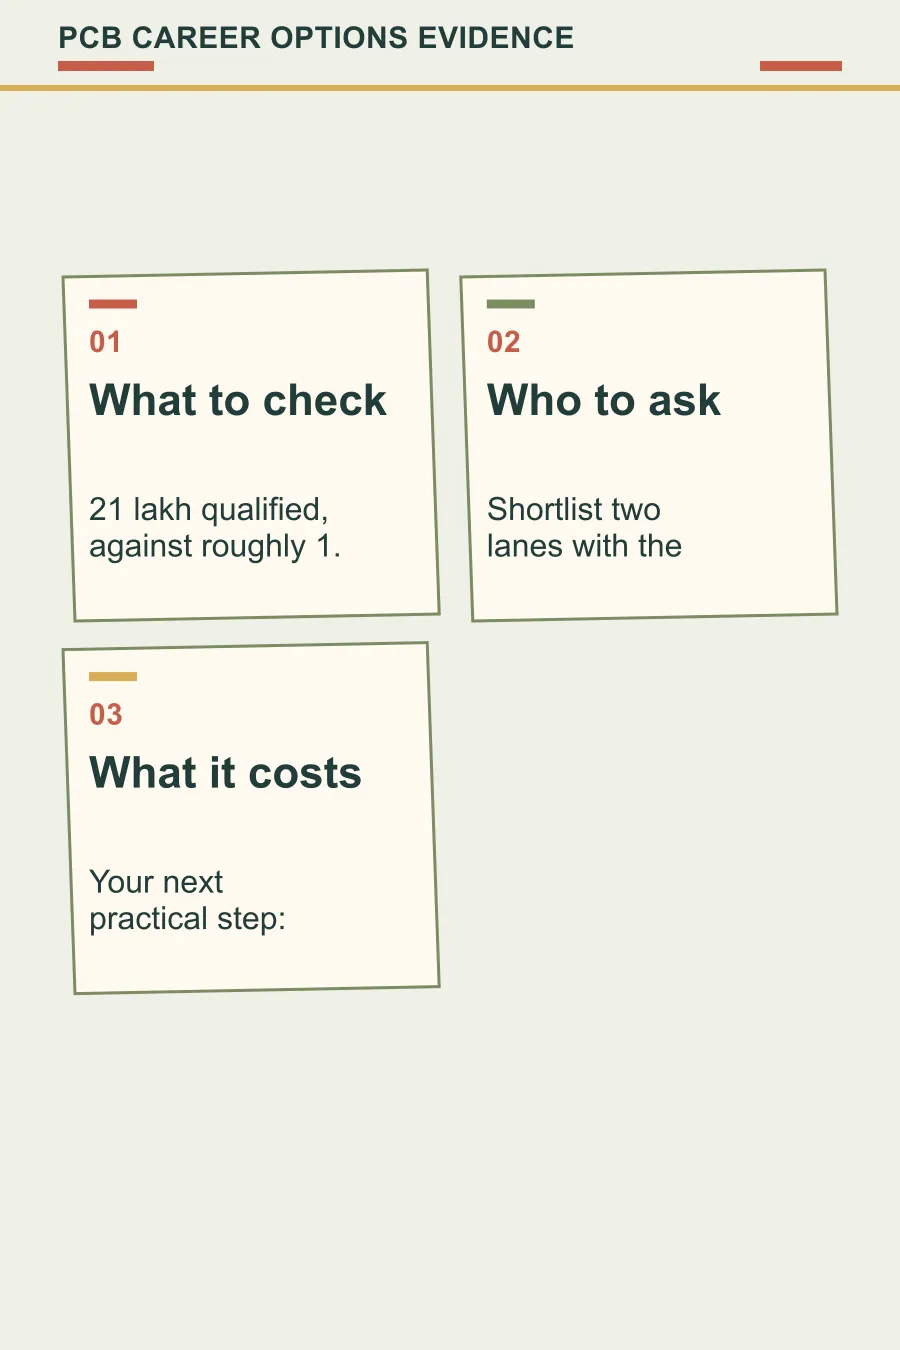 PCB CAREER OPTIONS EVIDENCE
01
What to check
21 lakh qualified,
against roughly 1.
02
Who to ask
Shortlist two
lanes with the
03
What it costs
Your next
practical step: